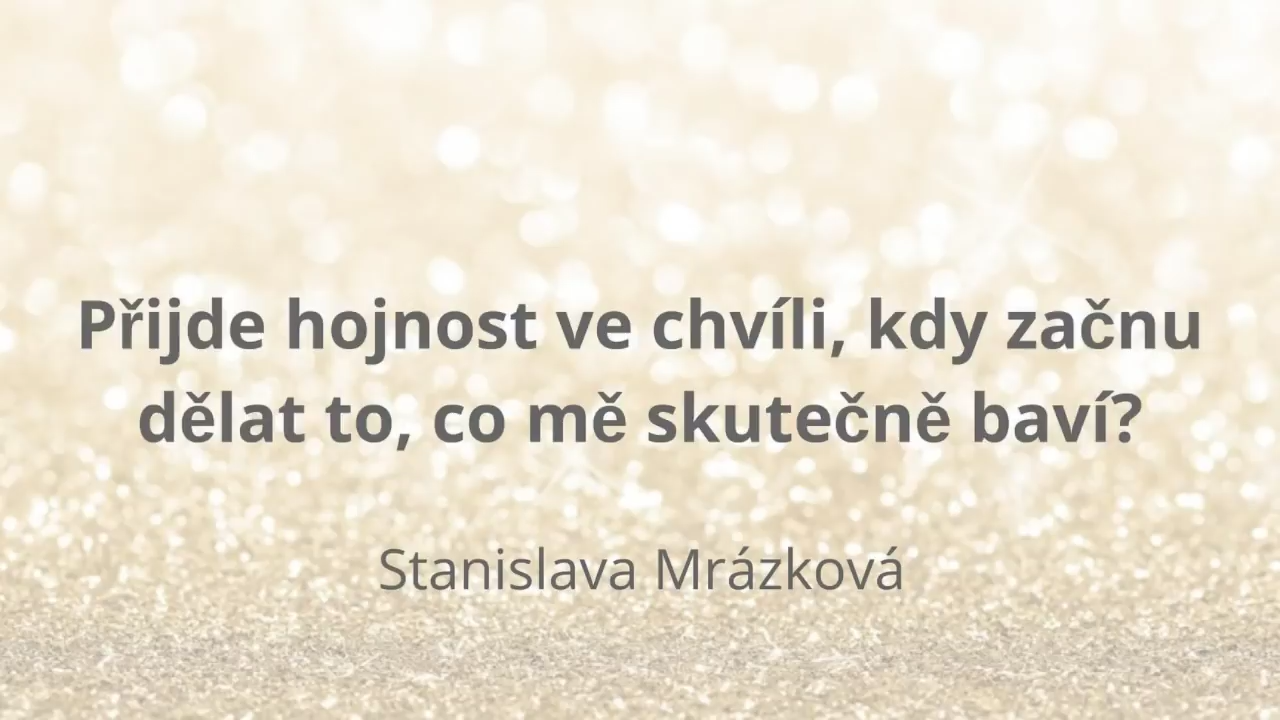 Přijde hojnost ve chvíli, kdy začnu
dělat to, co mě skutečně baví?
Stanislava Mrázková